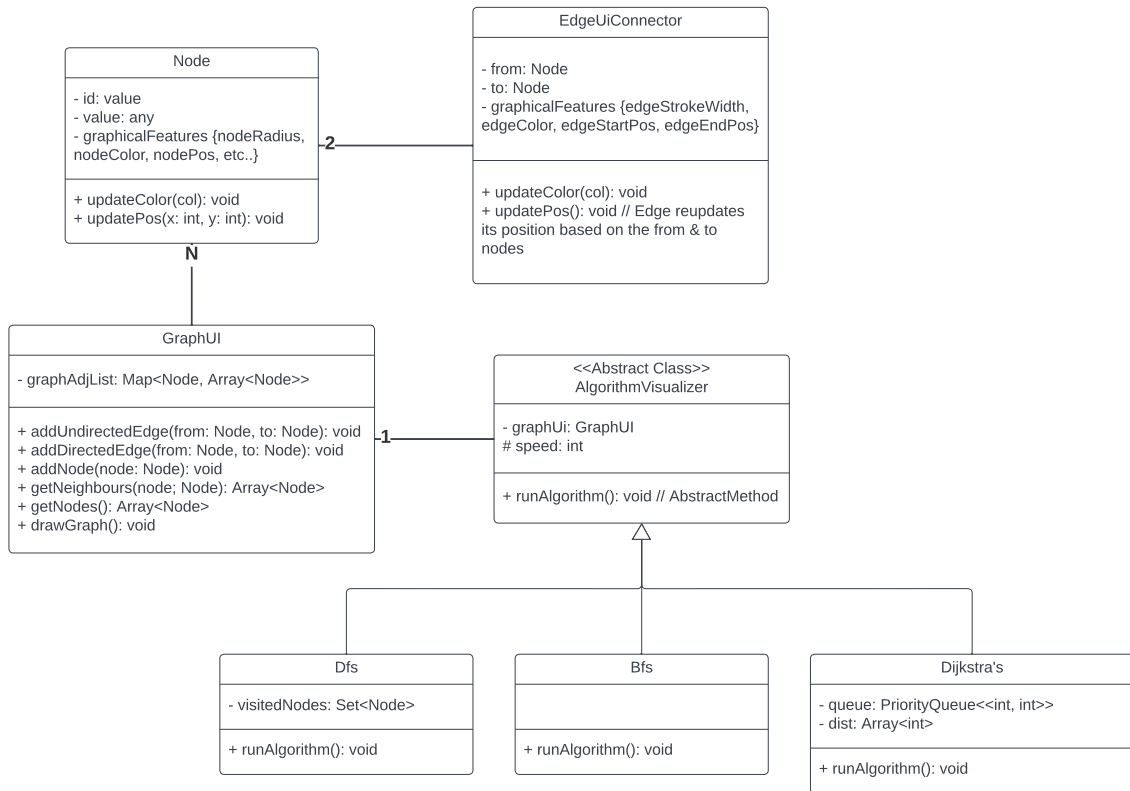 Node
- id: value
- value: any
- graphicalFeatures {nodeRadius,
nodeColor, nodePos, etc..}
+ updateColor(col): void
+ updatePos(x: int, y: int): void
2
EdgeUiConnector
- from: Node
- to: Node
- graphicalFeatures {edgeStrokeWidth,
edgeColor, edgeStartPos, edgeEndPos}
+ updateColor(col): void
+ updatePos(): void // Edge reupdates
its position based on the from & to
nodes
N
GraphUI
- graphAdjList: Map<Node, Array<Node>>
+ addUndirectedEdge(from: Node, to: Node): void
+ addDirectedEdge(from: Node, to: Node): void
+ addNode(node: Node): void
+ getNeighbours(node; Node): Array<Node>
+ getNodes(): Array<Node>
+ drawGraph(): void
1
<<Abstract Class>>
AlgorithmVisualizer
- graphUi: GraphUI
# speed: int
+ runAlgorithm(): void // AbstractMethod
Dfs
- visitedNodes: Set<Node>
+ runAlgorithm(): void
Bfs
+ runAlgorithm(): void
Dijkstra's
- queue: PriorityQueue<<int, int>>
- dist: Array<int>
+ runAlgorithm(): void